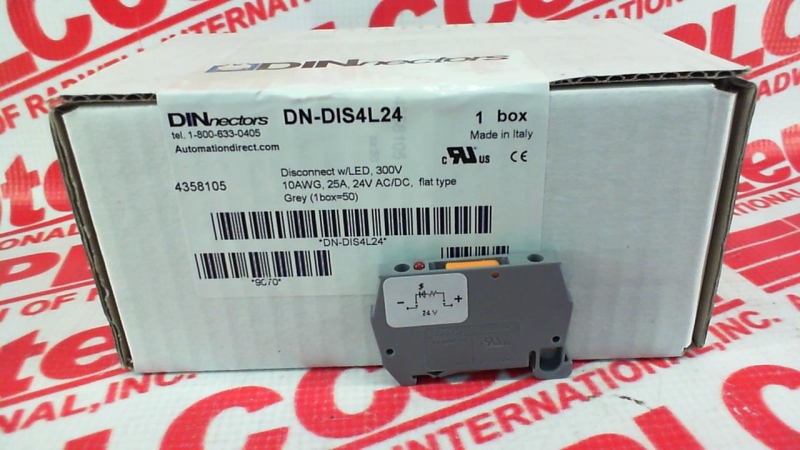 DINnectors
DINnectors DN-DIS4L24 1 box
tel. 1-800-633-0405 Made in Italy
Automationdirect.com
c RU us CE
Disconnect w/LED, 300V
4358105 10AWG, 25A, 24V AC/DC, flat type
Grey (1box=50)
*DN-DIS4L24*
*9070*
- +
24 V